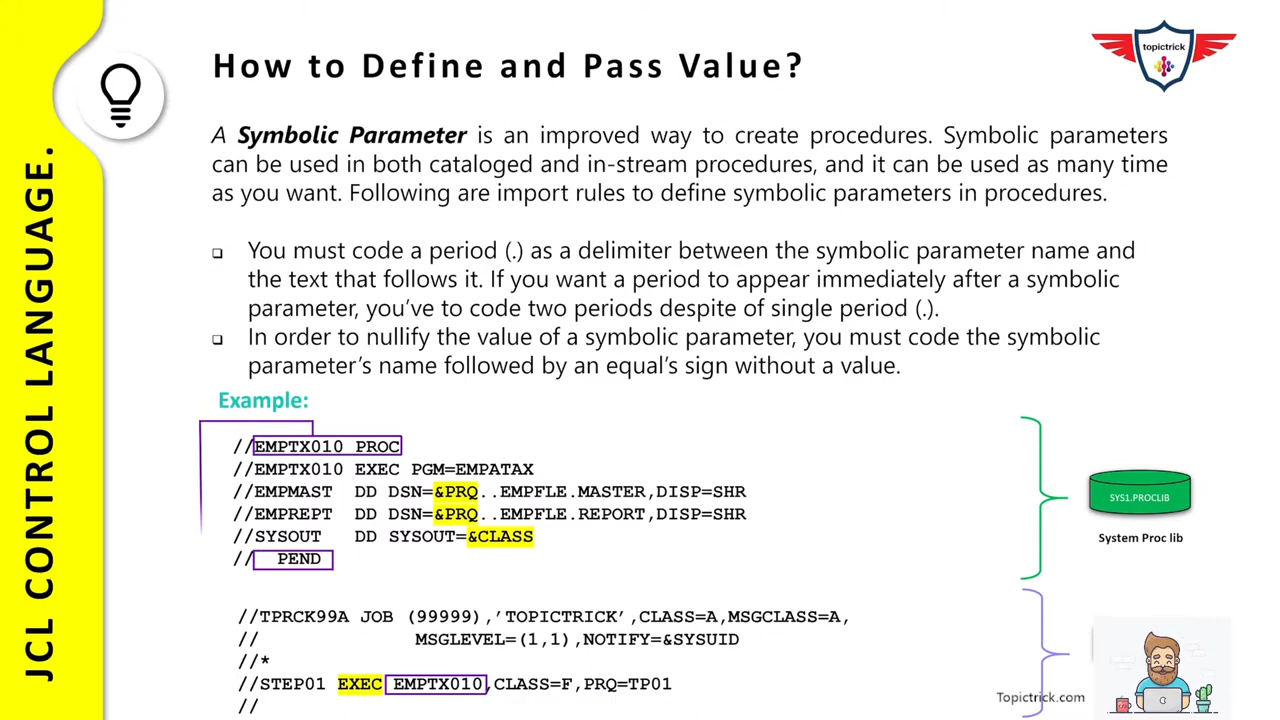 How to Define and Pass Value?
topictrick
JCL CONTROL LANGUAGE.
A Symbolic Parameter is an improved way to create procedures. Symbolic parameters
can be used in both cataloged and in-stream procedures, and it can be used as many time
as you want. Following are import rules to define symbolic parameters in procedures.
You must code a period (.) as a delimiter between the symbolic parameter name and
the text that follows it. If you want a period to appear immediately after a symbolic
parameter, you've to code two periods despite of single period (.).
In order to nullify the value of a symbolic parameter, you must code the symbolic
parameter's name followed by an equal's sign without a value.
Example:
//EMPTX010 PROC
//EMPTX010 EXEC PGM=EMPATAX
//EMPMAST  DD DSN=&PRQ..EMPFLE.MASTER,DISP=SHR
//EMPREPT  DD DSN=&PRQ..EMPFLE.REPORT,DISP=SHR
//SYSOUT   DD SYSOUT=&CLASS
//  PEND
SYS1.PROCLIB
System Proc lib
//TPRCK99A JOB (99999),'TOPICTRICK',CLASS=A,MSGCLASS=A,
//              MSGLEVEL=(1,1),NOTIFY=&SYSUID
//*
//STEP01 EXEC EMPTX010,CLASS=F,PRQ=TP01
//
Topictrick.com